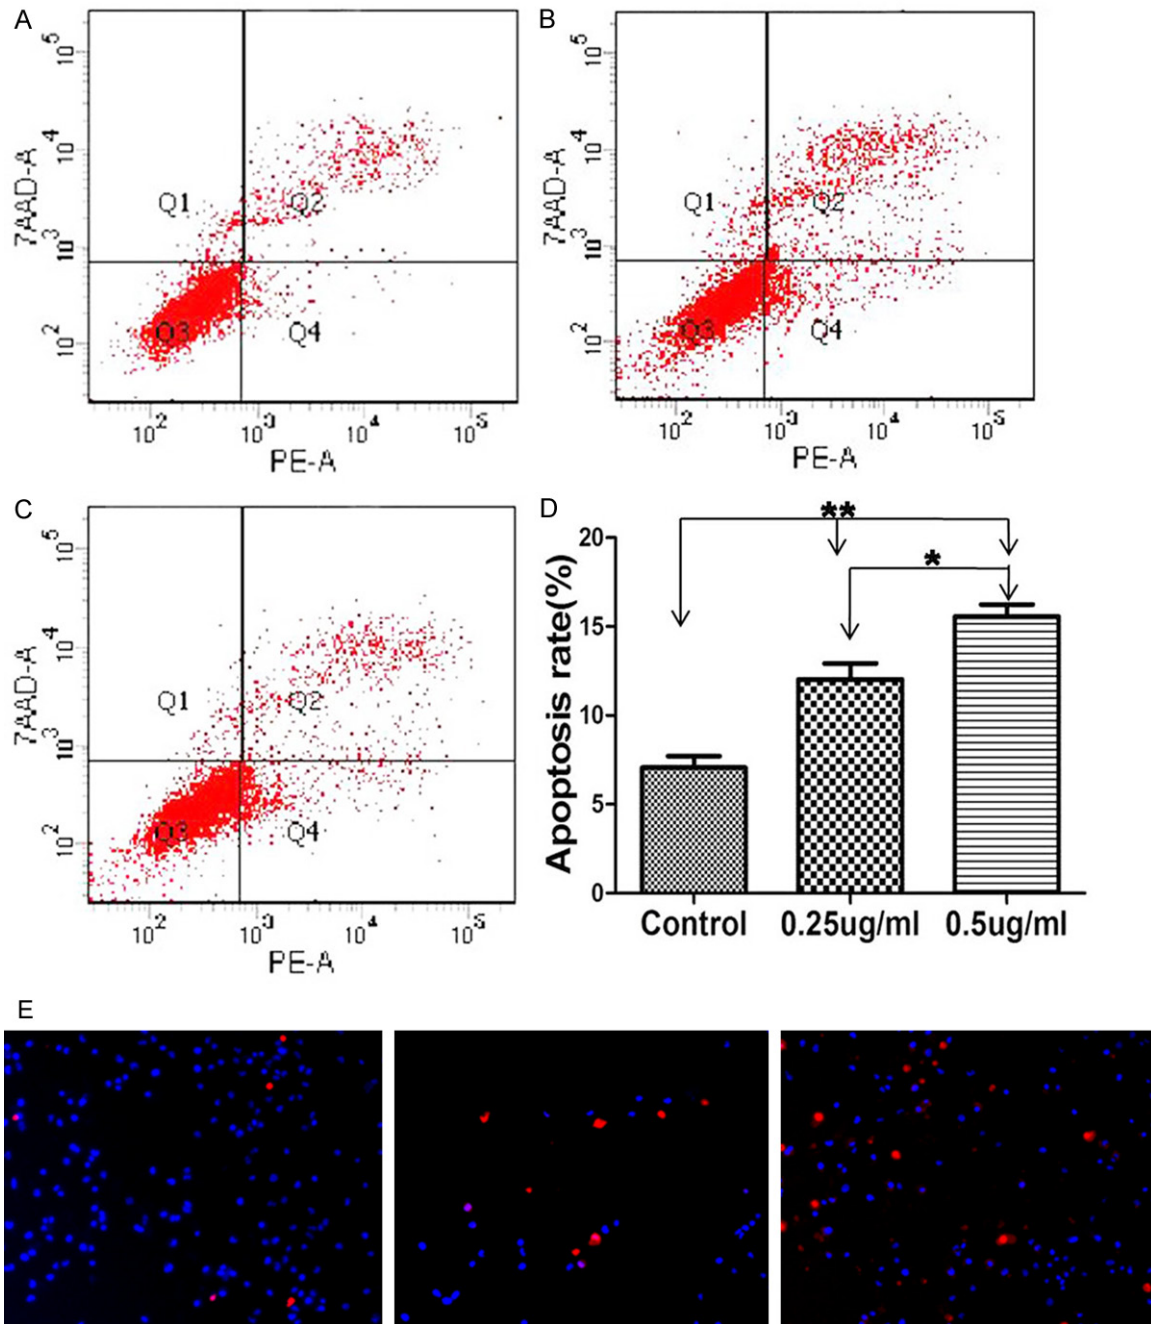 A
10^5
10^4
10^3
10^2
7AAD-A
Q1
Q2
Q3
Q4
10^2
10^3
10^4
10^5
PE-A
B
10^5
10^4
10^3
10^2
7AAD-A
Q1
Q2
Q3
Q4
10^2
10^3
10^4
10^5
PE-A
C
10^5
10^4
10^3
10^2
7AAD-A
Q1
Q2
Q3
Q4
10^2
10^3
10^4
10^5
PE-A
D
**
*
20
15
10
5
0
Apoptosis rate(%)
Control
0.25ug/ml
0.5ug/ml
E